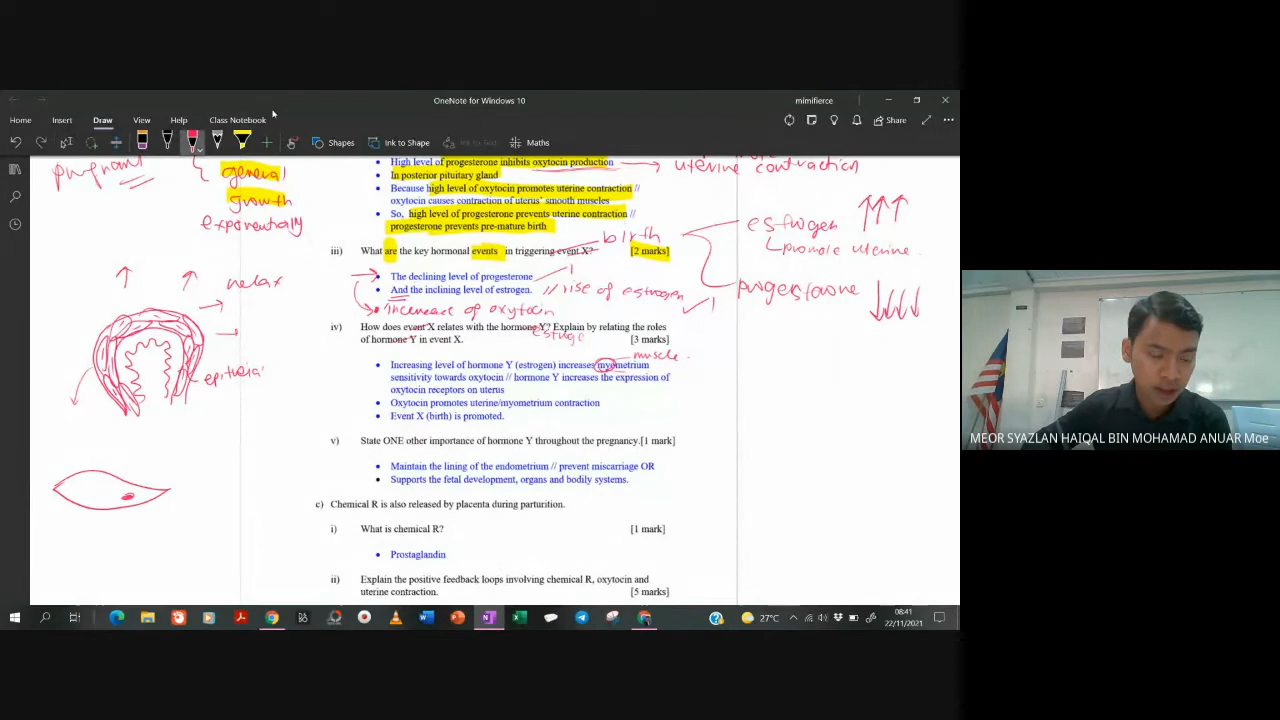 OneNote for Windows 10
mimifierce
Home Insert Draw View Help Class Notebook
Share
Shapes Ink to Shape Ink to Text Maths
pregnant
general
growth
exponentially
High level of progesterone inhibits oxytocin production
uterine contraction
In posterior pituitary gland
Because high level of oxytocin promotes uterine contraction //
oxytocin causes contraction of uterus' smooth muscles
So, high level of progesterone prevents uterine contraction //
progesterone prevents pre-mature birth
birth
estrogen
promote uterine
iii) What are the key hormonal events in triggering event X? [2 marks]
The declining level of progesterone
And the inclining level of estrogen.
// rise of estrogen
progesterone
increase of oxytocin
iv) How does event X relates with the hormone Y? Explain by relating the roles
of hormone Y in event X. [3 marks]
muscle
Increasing level of hormone Y (estrogen) increases myometrium
sensitivity towards oxytocin // hormone Y increases the expression of
oxytocin receptors on uterus
Oxytocin promotes uterine/myometrium contraction
Event X (birth) is promoted.
relax
v) State ONE other importance of hormone Y throughout the pregnancy.[1 mark]
Maintain the lining of the endometrium // prevent miscarriage OR
Supports the fetal development, organs and bodily systems.
c) Chemical R is also released by placenta during parturition.
i) What is chemical R? [1 mark]
Prostaglandin
ii) Explain the positive feedback loops involving chemical R, oxytocin and
uterine contraction. [5 marks]
27°C
08:41
22/11/2021
MEOR SYAZLAN HAIQAL BIN MOHAMAD ANUAR Moe